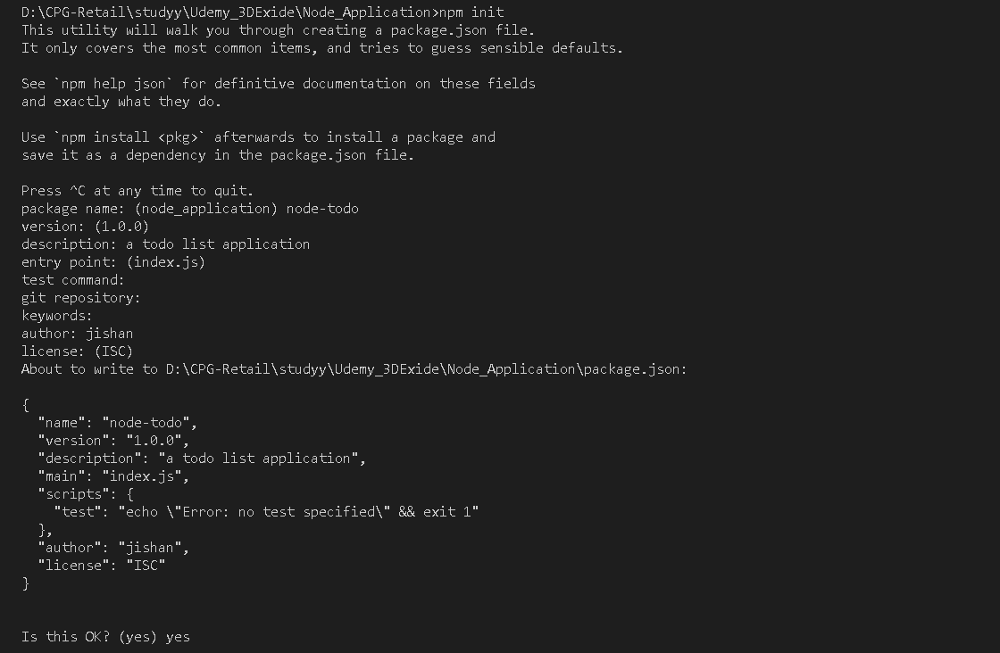 D:\CPG-Retail\studyy\Udemy_3DExide\Node_Application>npm init
This utility will walk you through creating a package.json file.
It only covers the most common items, and tries to guess sensible defaults.
See `npm help json` for definitive documentation on these fields
and exactly what they do.
Use `npm install <pkg>` afterwards to install a package and
save it as a dependency in the package.json file.
Press ^C at any time to quit.
package name: (node_application) node-todo
version: (1.0.0)
description: a todo list application
entry point: (index.js)
test command:
git repository:
keywords:
author: jishan
license: (ISC)
About to write to D:\CPG-Retail\studyy\Udemy_3DExide\Node_Application\package.json:
{
  "name": "node-todo",
  "version": "1.0.0",
  "description": "a todo list application",
  "main": "index.js",
  "scripts": {
    "test": "echo \"Error: no test specified\" && exit 1"
  },
  "author": "jishan",
  "license": "ISC"
}
Is this OK? (yes) yes